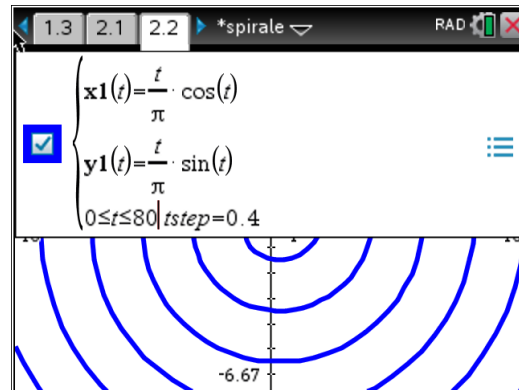 1.3 2.1 2.2 *spirale RAD
x1(t)=t/π · cos(t)
y1(t)=t/π · sin(t)
0≤t≤80 tstep=0.4
-6.67